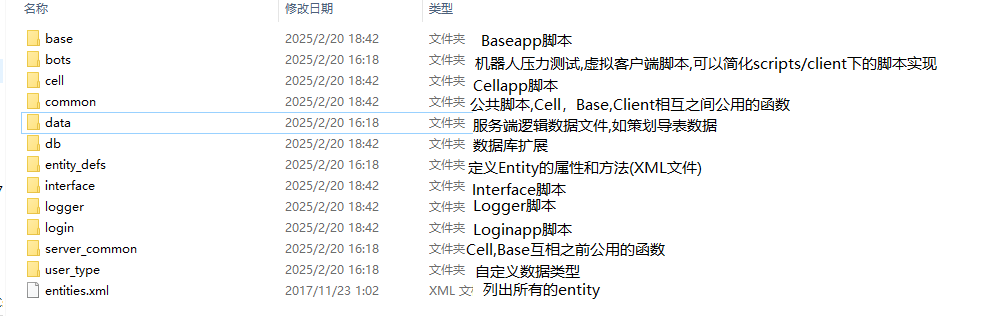 名称 修改日期 类型
base 2025/2/20 18:42 文件夹 Baseapp脚本
bots 2025/2/20 16:18 文件夹 机器人压力测试,虚拟客户端脚本,可以简化scripts/client下的脚本实现
cell 2025/2/20 18:42 文件夹 Cellapp脚本
common 2025/2/20 18:42 文件夹 公共脚本,Cell，Base,Client相互之间公用的函数
data 2025/2/20 16:18 文件夹 服务端逻辑数据文件,如策划导表数据
db 2025/2/20 18:42 文件夹 数据库扩展
entity_defs 2025/2/20 16:18 文件夹 定义Entity的属性和方法(XML文件)
interface 2025/2/20 18:42 文件夹 Interface脚本
logger 2025/2/20 18:42 文件夹 Logger脚本
login 2025/2/20 18:42 文件夹 Loginapp脚本
server_common 2025/2/20 16:18 文件夹 Cell,Base互相之前公用的函数
user_type 2025/2/20 16:18 文件夹 自定义数据类型
entities.xml 2017/11/23 1:02 XML 文 列出所有的entity